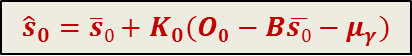 ŝ₀ = s̅₀ + K₀(O₀ − Bs̅₀ − μᵧ)